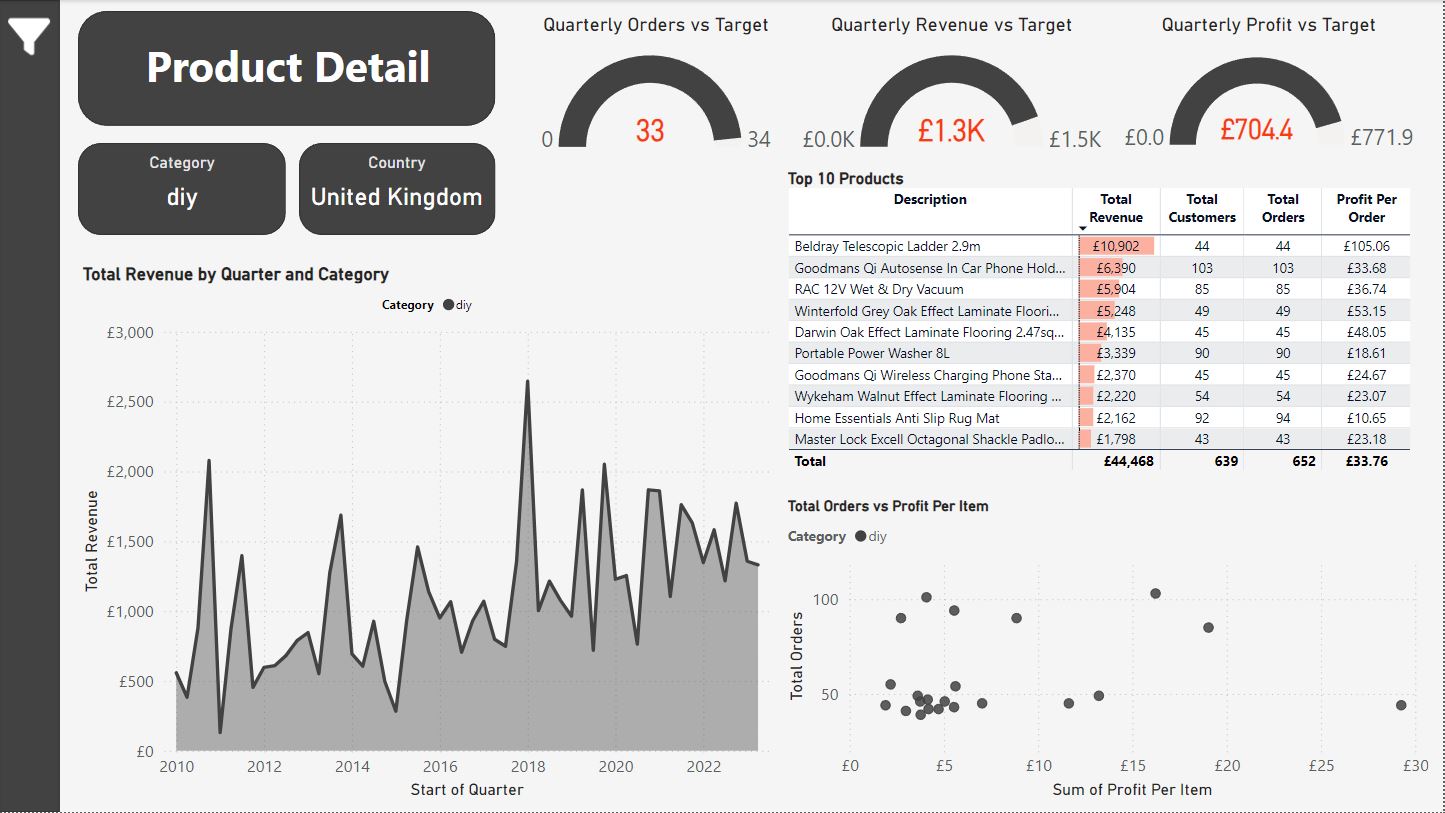 Product Detail
Category
diy
Country
United Kingdom
Quarterly Orders vs Target
0
33
34
Quarterly Revenue vs Target
£0.0K
£1.3K
£1.5K
Quarterly Profit vs Target
£0.0
£704.4
£771.9
Total Revenue by Quarter and Category
Category diy
£3,000
£2,500
£2,000
£1,500
£1,000
£500
£0
Total Revenue
2010 2012 2014 2016 2018 2020 2022
Start of Quarter
Top 10 Products
Description Total Revenue Total Customers Total Orders Profit Per Order
Beldray Telescopic Ladder 2.9m £10,902 44 44 £105.06
Goodmans Qi Autosense In Car Phone Hold... £6,390 103 103 £33.68
RAC 12V Wet & Dry Vacuum £5,904 85 85 £36.74
Winterfold Grey Oak Effect Laminate Floori... £5,248 49 49 £53.15
Darwin Oak Effect Laminate Flooring 2.47sq... £4,135 45 45 £48.05
Portable Power Washer 8L £3,339 90 90 £18.61
Goodmans Qi Wireless Charging Phone Sta... £2,370 45 45 £24.67
Wykeham Walnut Effect Laminate Flooring ... £2,220 54 54 £23.07
Home Essentials Anti Slip Rug Mat £2,162 92 94 £10.65
Master Lock Excell Octagonal Shackle Padlo... £1,798 43 43 £23.18
Total £44,468 639 652 £33.76
Total Orders vs Profit Per Item
Category diy
100
50
Total Orders
£0 £5 £10 £15 £20 £25 £30
Sum of Profit Per Item